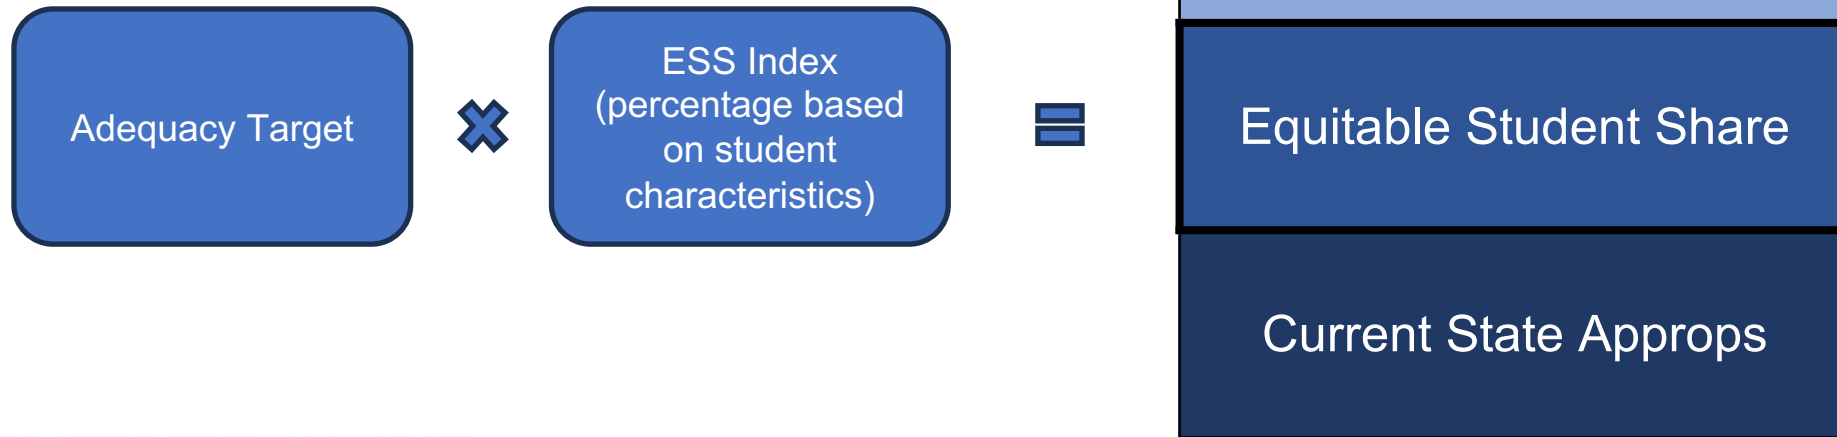 Adequacy Target
ESS Index
(percentage based
on student
characteristics)
Equitable Student Share
Current State Approps